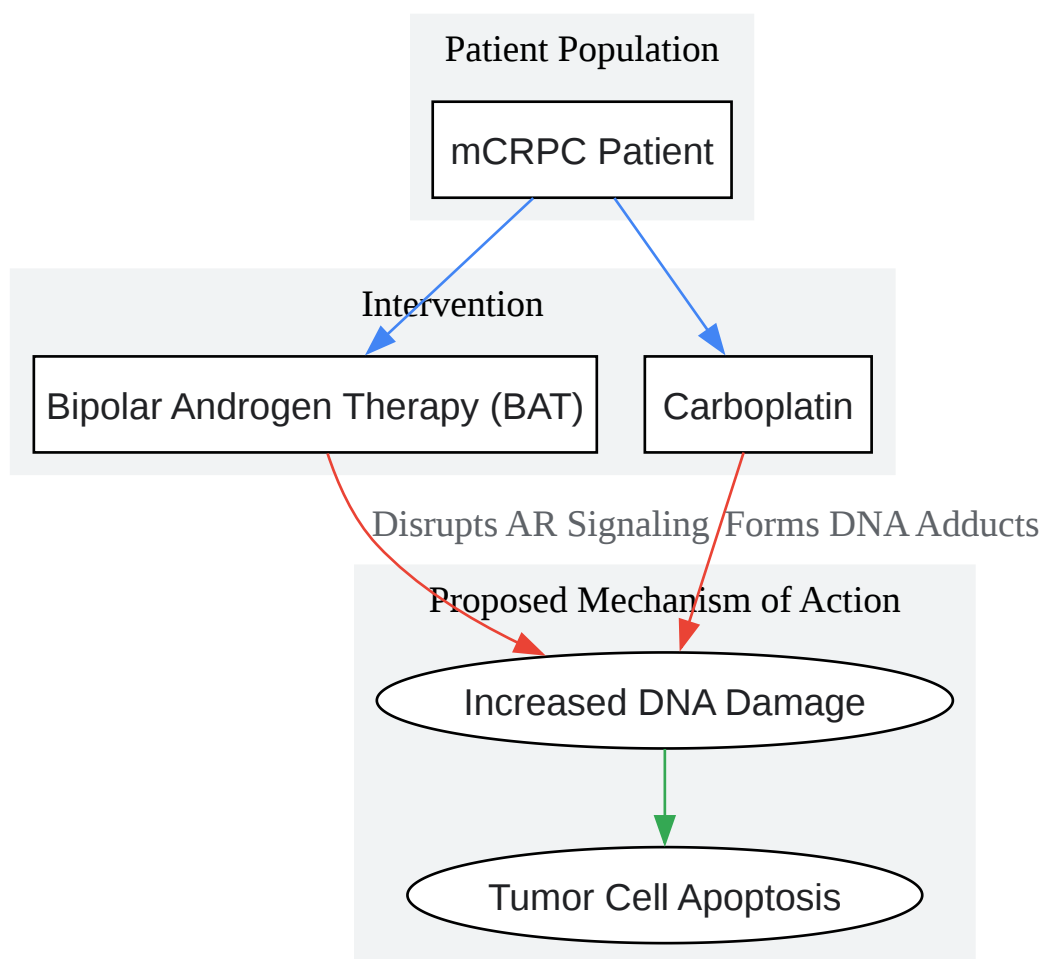 Patient Population
mCRPC Patient
Intervention
Bipolar Androgen Therapy (BAT)
Carboplatin
Disrupts AR Signaling
Forms DNA Adducts
Proposed Mechanism of Action
Increased DNA Damage
Tumor Cell Apoptosis